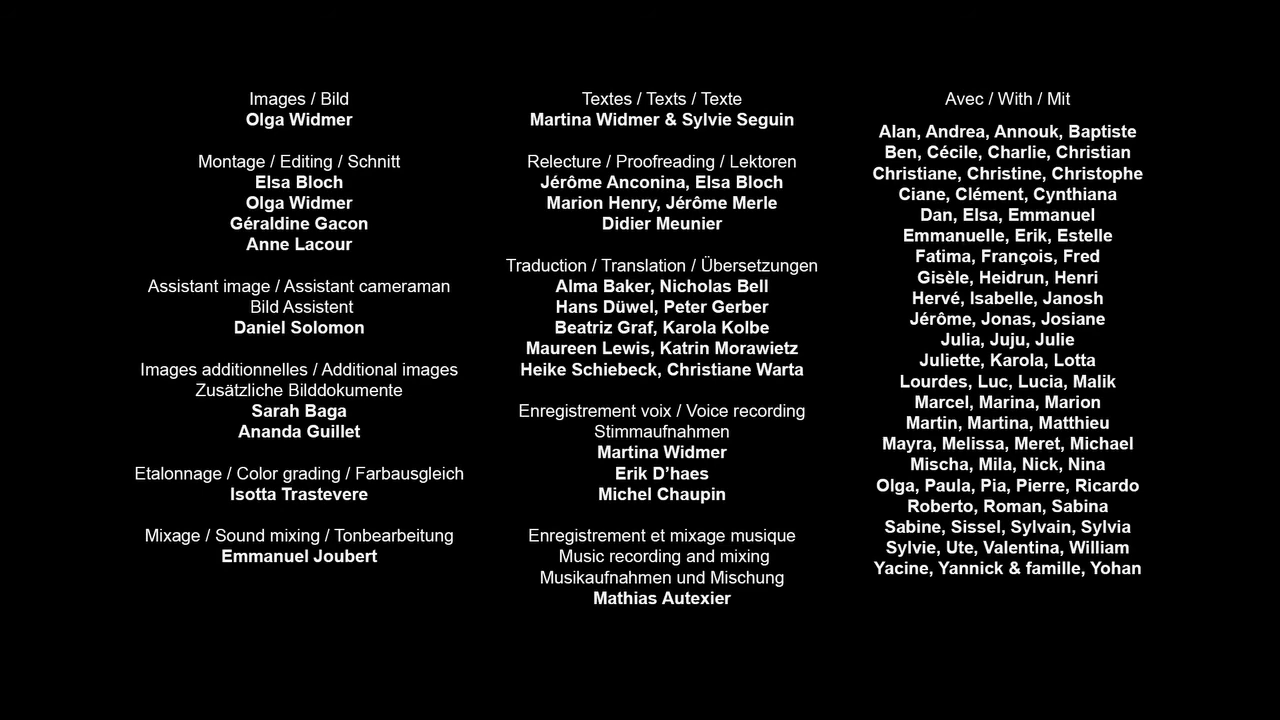 Images / Bild
Olga Widmer
Montage / Editing / Schnitt
Elsa Bloch
Olga Widmer
Géraldine Gacon
Anne Lacour
Assistant image / Assistant cameraman
Bild Assistent
Daniel Solomon
Images additionnelles / Additional images
Zusätzliche Bilddokumente
Sarah Baga
Ananda Guillet
Etalonnage / Color grading / Farbausgleich
Isotta Trastevere
Mixage / Sound mixing / Tonbearbeitung
Emmanuel Joubert
Textes / Texts / Texte
Martina Widmer & Sylvie Seguin
Relecture / Proofreading / Lektoren
Jérôme Anconina, Elsa Bloch
Marion Henry, Jérôme Merle
Didier Meunier
Traduction / Translation / Übersetzungen
Alma Baker, Nicholas Bell
Hans Düwel, Peter Gerber
Beatriz Graf, Karola Kolbe
Maureen Lewis, Katrin Morawietz
Heike Schiebeck, Christiane Warta
Enregistrement voix / Voice recording
Stimmaufnahmen
Martina Widmer
Erik D’haes
Michel Chaupin
Enregistrement et mixage musique
Music recording and mixing
Musikaufnahmen und Mischung
Mathias Autexier
Avec / With / Mit
Alan, Andrea, Annouk, Baptiste
Ben, Cécile, Charlie, Christian
Christiane, Christine, Christophe
Ciane, Clément, Cynthiana
Dan, Elsa, Emmanuel
Emmanuelle, Erik, Estelle
Fatima, François, Fred
Gisèle, Heidrun, Henri
Hervé, Isabelle, Janosh
Jérôme, Jonas, Josiane
Julia, Juju, Julie
Juliette, Karola, Lotta
Lourdes, Luc, Lucia, Malik
Marcel, Marina, Marion
Martin, Martina, Matthieu
Mayra, Melissa, Meret, Michael
Mischa, Mila, Nick, Nina
Olga, Paula, Pia, Pierre, Ricardo
Roberto, Roman, Sabina
Sabine, Sissel, Sylvain, Sylvia
Sylvie, Ute, Valentina, William
Yacine, Yannick & famille, Yohan